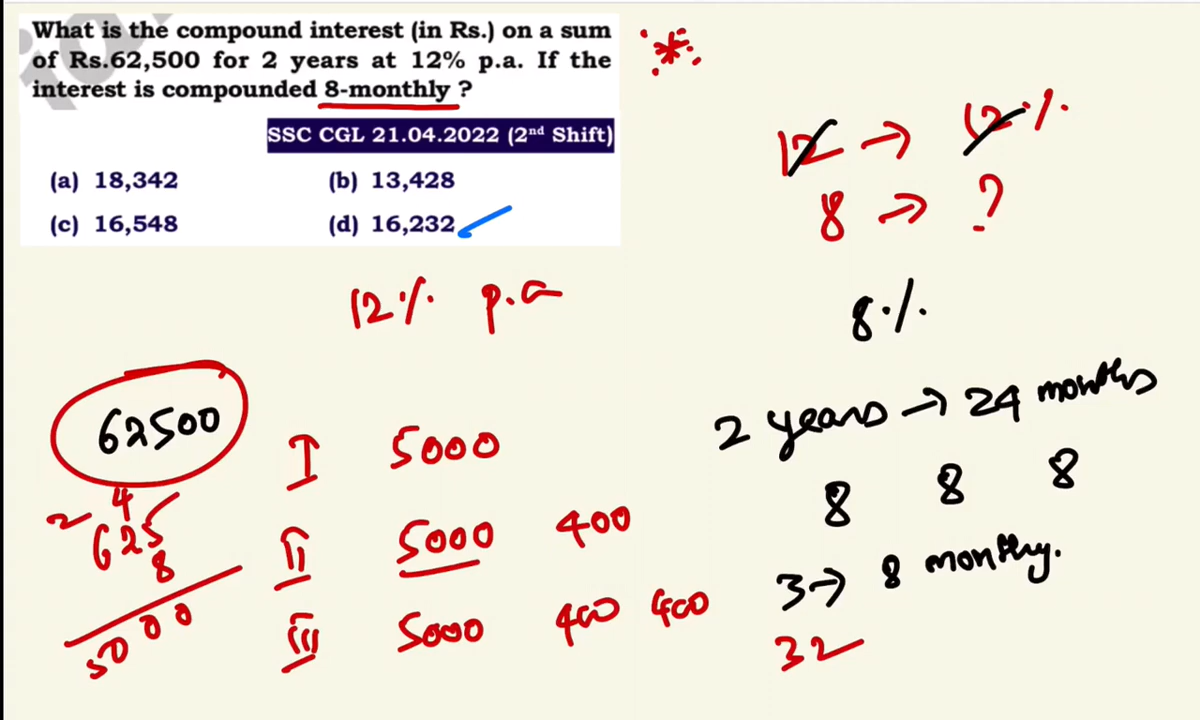 What is the compound interest (in Rs.) on a sum
of Rs.62,500 for 2 years at 12% p.a. If the
interest is compounded 8-monthly ?
SSC CGL 21.04.2022 (2nd Shift)
(a) 18,342 (b) 13,428
(c) 16,548 (d) 16,232
12 → 12%
8 → ?
8%
12% p.a
62500
2 4
625
8
5000
I 5000
II 5000 400
III 5000 400 400
2 years → 24 months
8 8 8
3 → 8 monthly.
32